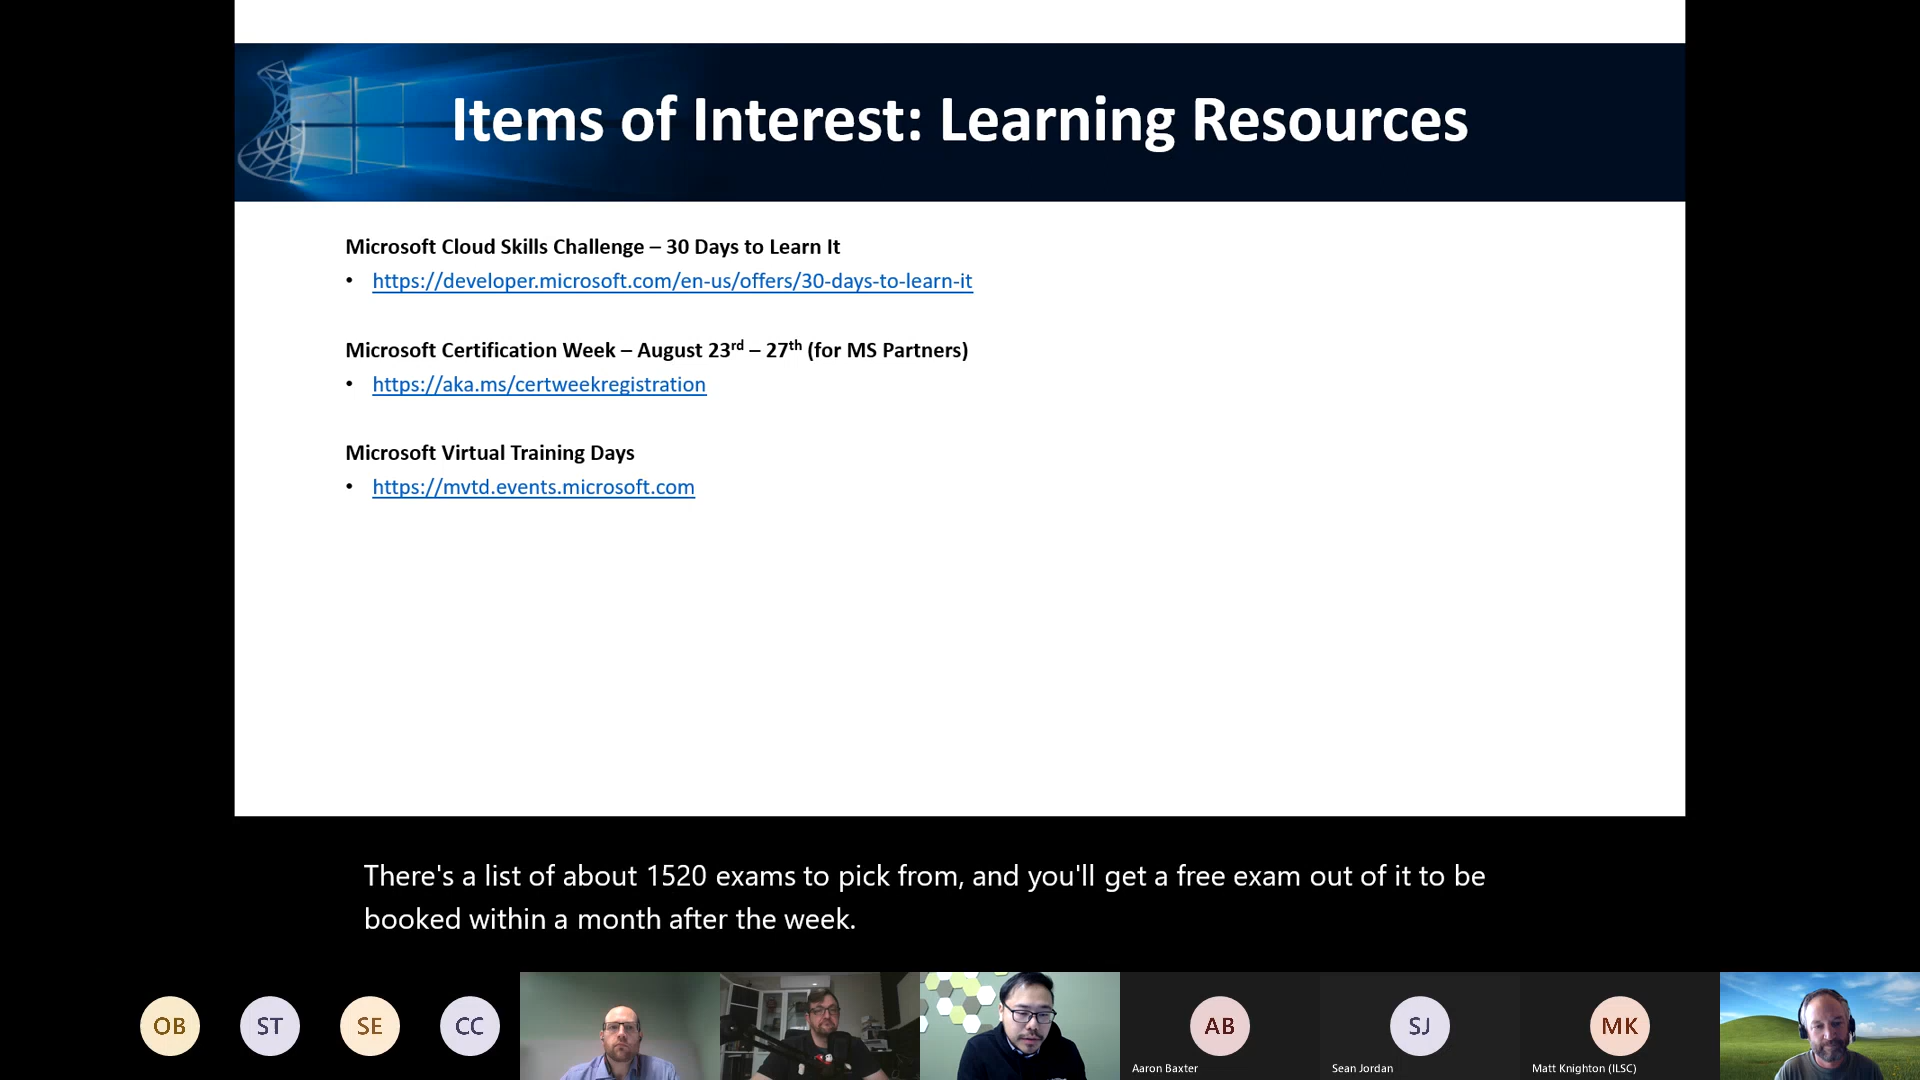 Items of Interest: Learning Resources
Microsoft Cloud Skills Challenge – 30 Days to Learn It
• https://developer.microsoft.com/en-us/offers/30-days-to-learn-it
Microsoft Certification Week – August 23rd – 27th (for MS Partners)
• https://aka.ms/certweekregistration
Microsoft Virtual Training Days
• https://mvtd.events.microsoft.com
There's a list of about 1520 exams to pick from, and you'll get a free exam out of it to be
booked within a month after the week.
OB ST SE CC AB SJ MK
Aaron Baxter Sean Jordan Matt Knighton (ILSC)